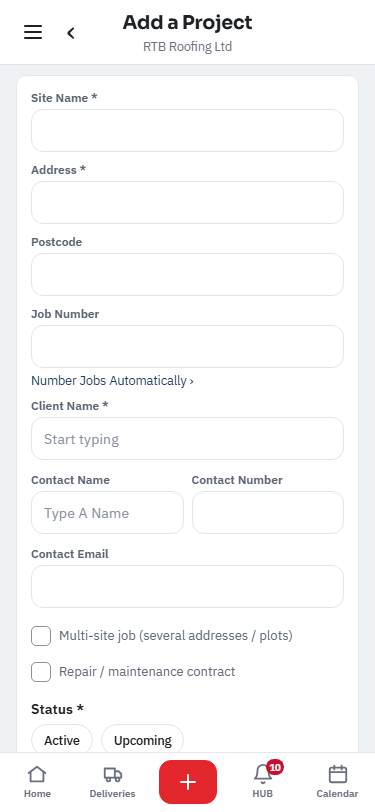 Add a Project
RTB Roofing Ltd
Site Name *
Address *
Postcode
Job Number
Number Jobs Automatically ›
Client Name *
Start typing
Contact Name
Contact Number
Type A Name
Contact Email
Multi-site job (several addresses / plots)
Repair / maintenance contract
Status *
Active
Upcoming
10
Home
Deliveries
HUB
Calendar